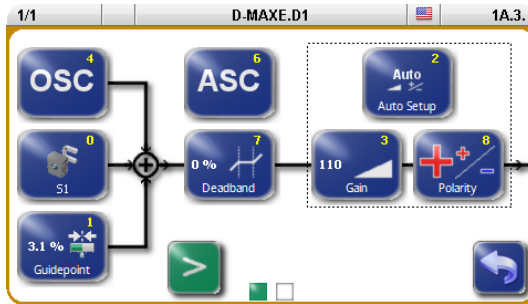 1/1
D-MAXE.D1
1A.3.
4
OSC
6
ASC
2
Auto
Auto Setup
0
S1
7
0 %
Deadband
3
110
Gain
8
Polarity
1
3.1 %
Guidepoint
>